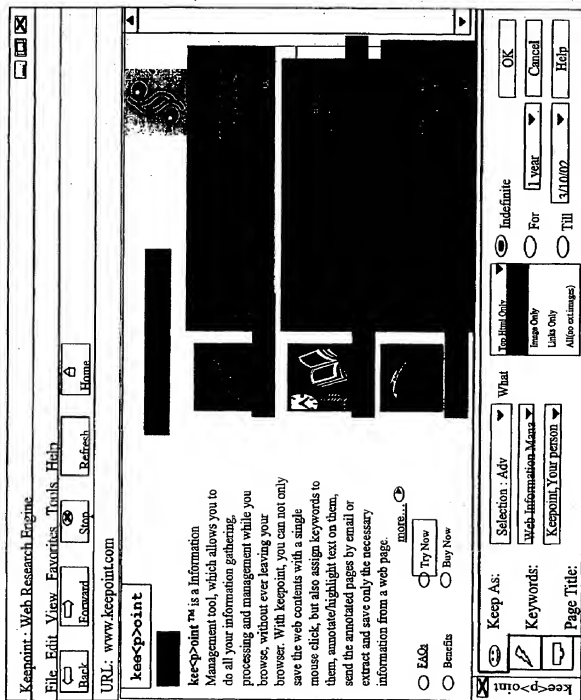 Keepoint : Web Research Engine
File Edit View Favorites Tools Help
Back Forward Stop Refresh Home
URL: www.keepoint.com
kee<p>oint
kee<p>oint ™ is a Information
Management tool, which allows you to
do all your information gathering,
processing and management while you
browse, without ever leaving your
browser. With keepoint, you can not only
save the web contents with a single
mouse click, but also assign keywords to
them, annotate/highlight text on them,
send the annotated pages by email or
extract and save only the necessary
information from a web page.
more...
FAQs Try Now
Benefits Buy Now
kee<p>oint
Keep As: Selection : Adv What Top Html Only Indefinite OK
Keywords: Web Information Mana Image Only For 1 year Cancel
Links Only
Page Title: Keepoint, Your person All(no ext.images) Till 3/10/02 Help